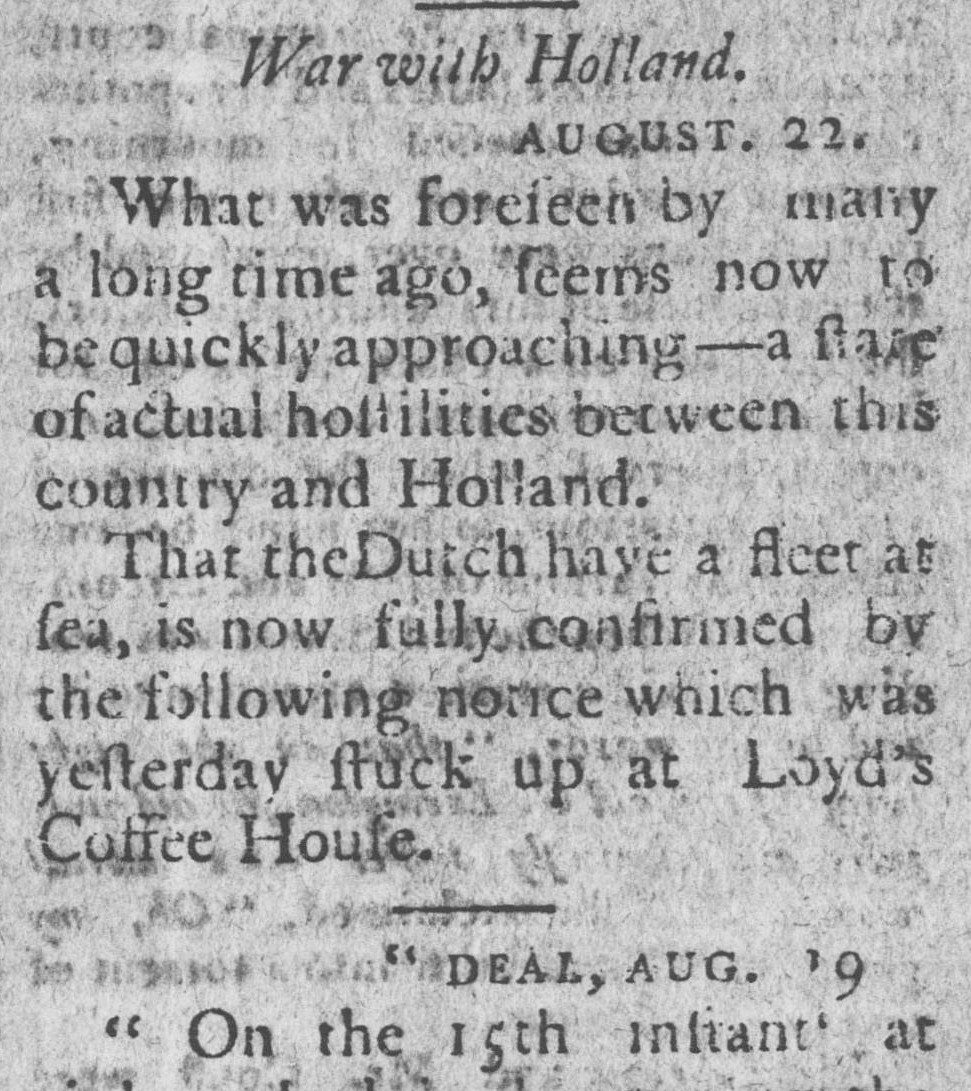 War with Holland.
AUGUST. 22.
What was foreſeen by many
a long time ago, ſeems now to
be quickly approaching—a ſtate
of actual hoſtilities between this
country and Holland.
That the Dutch have a fleet at
ſea, is now fully confirmed by
the following notice which was
yeſterday ſtuck up at Loyd's
Coffee Houſe.
“ DEAL, AUG. 19
“ On the 15th inſtant‘ at